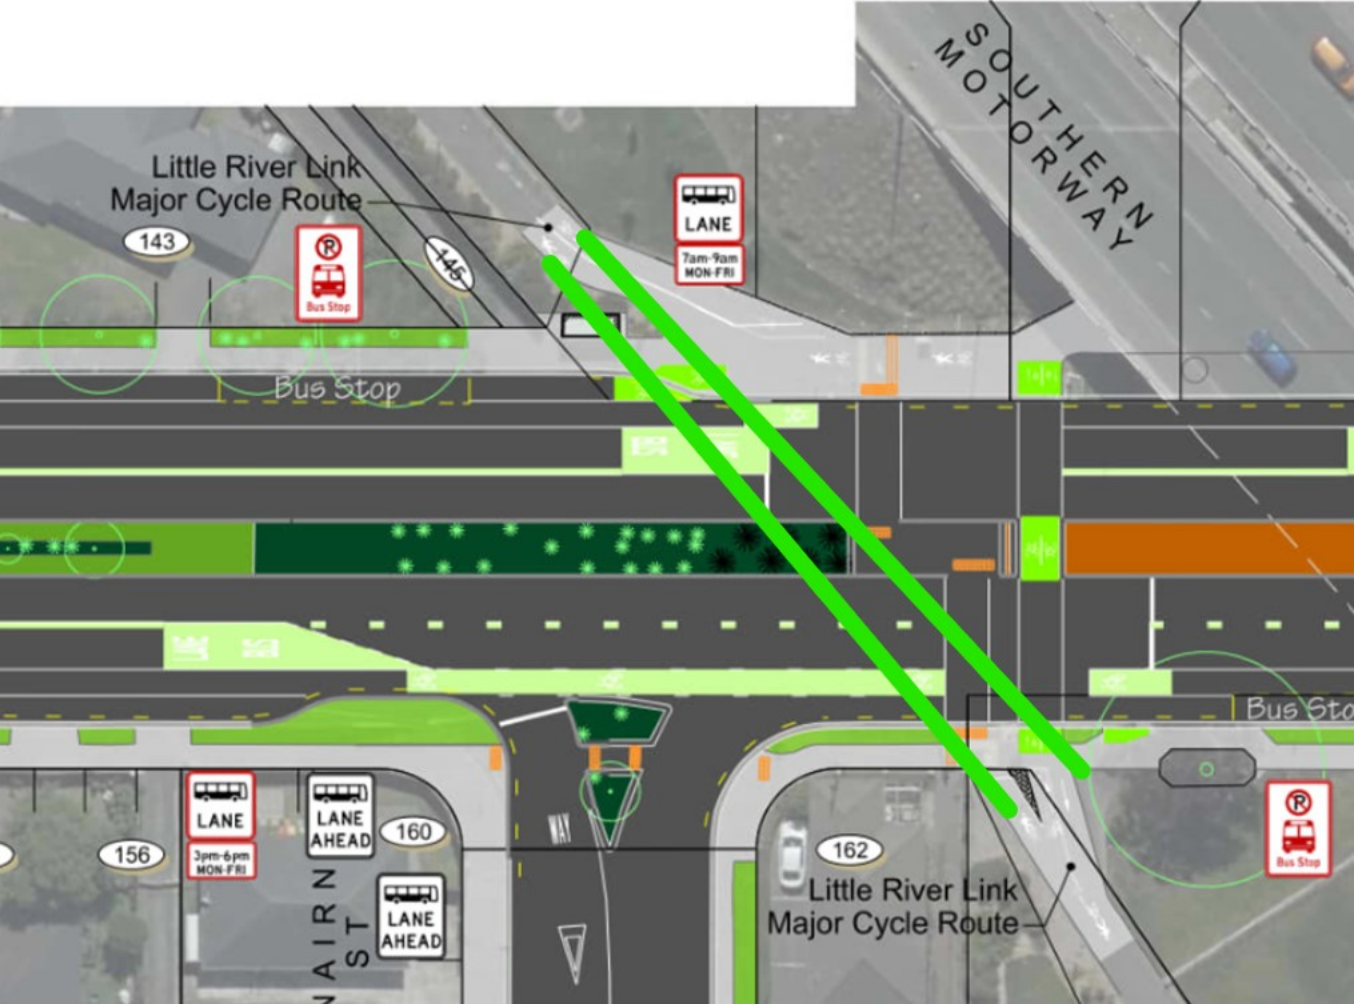 SOUTHERN
MOTORWAY
Little River Link
Major Cycle Route
143
145
P
Bus Stop
LANE
7am-9am
MON-FRI
Bus Stop
Bus Sto
LANE
3pm-6pm
MON-FRI
LANE
AHEAD
160
156
LANE
AHEAD
NAIRN
ST
WAY
162
Little River Link
Major Cycle Route
P
Bus Stop